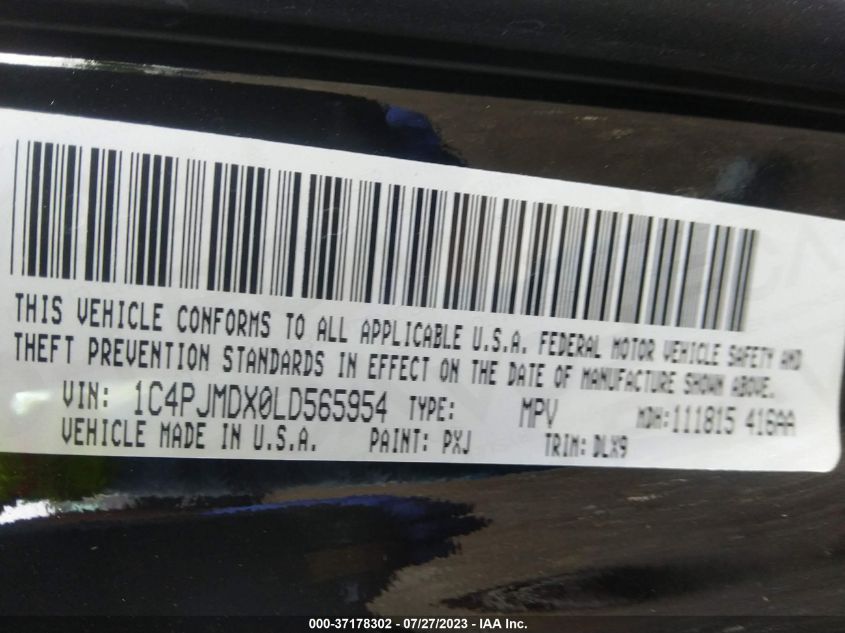 THIS VEHICLE CONFORMS TO ALL APPLICABLE U.S.A. FEDERAL MOTOR VEHICLE SAFETY AND
THEFT PREVENTION STANDARDS IN EFFECT ON THE DATE OF MANUFACTURE SHOWN ABOVE.
VIN: 1C4PJMDX0LD565954 TYPE: MPV MDH:111815 416AA
VEHICLE MADE IN U.S.A. PAINT: PXJ TRIM: DLX9
000-37178302 - 07/27/2023 - IAA Inc.